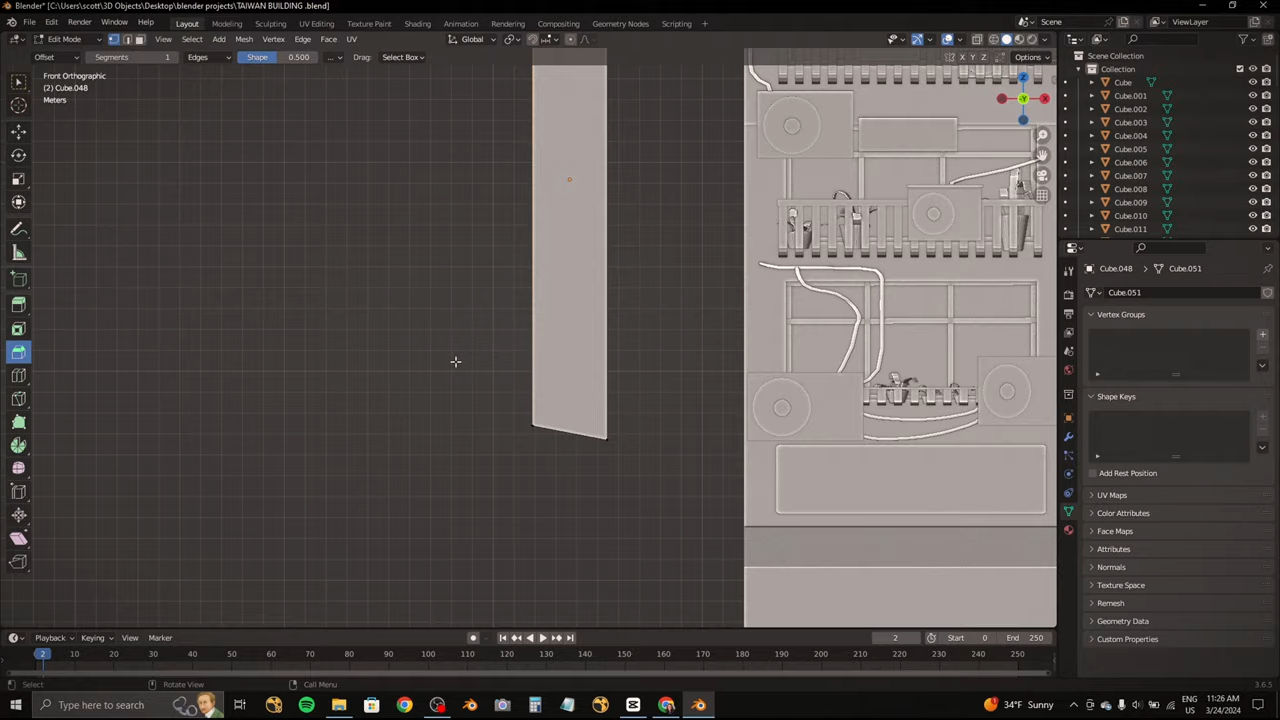 Blender* [C:\Users\scott\3D Objects\Desktop\blender projects\TAIWAN BUILDING .blend]
File Edit Render Window Help Layout Modeling Sculpting UV Editing Texture Paint Shading Animation Rendering Compositing Geometry Nodes Scripting Scene ViewLayer
Edit Mode View Select Add Mesh Vertex Edge Face UV Global
Offset Segments 1 Edges Shape 0.500 ... Drag: Select Box X Y Z Options
Front Orthographic
(2) Cube.048
Meters
Z
Y X
Scene Collection
Collection
Cube
Cube.001
Cube.002
Cube.003
Cube.004
Cube.005
Cube.006
Cube.007
Cube.008
Cube.009
Cube.010
Cube.011
Cube.048 Cube.051
Cube.051
Vertex Groups
Shape Keys
Add Rest Position
UV Maps
Color Attributes
Face Maps
Attributes
Normals
Texture Space
Remesh
Geometry Data
Custom Properties
Playback Keying View Marker 2 Start 0 End 250
2 10 20 30 40 50 60 70 80 90 100 110 120 130 140 150 160 170 180 190 200 210 220 230 240 250
Select Rotate View Call Menu 3.6.5
Type here to search 34°F Sunny ENG US 11:26 AM 3/24/2024